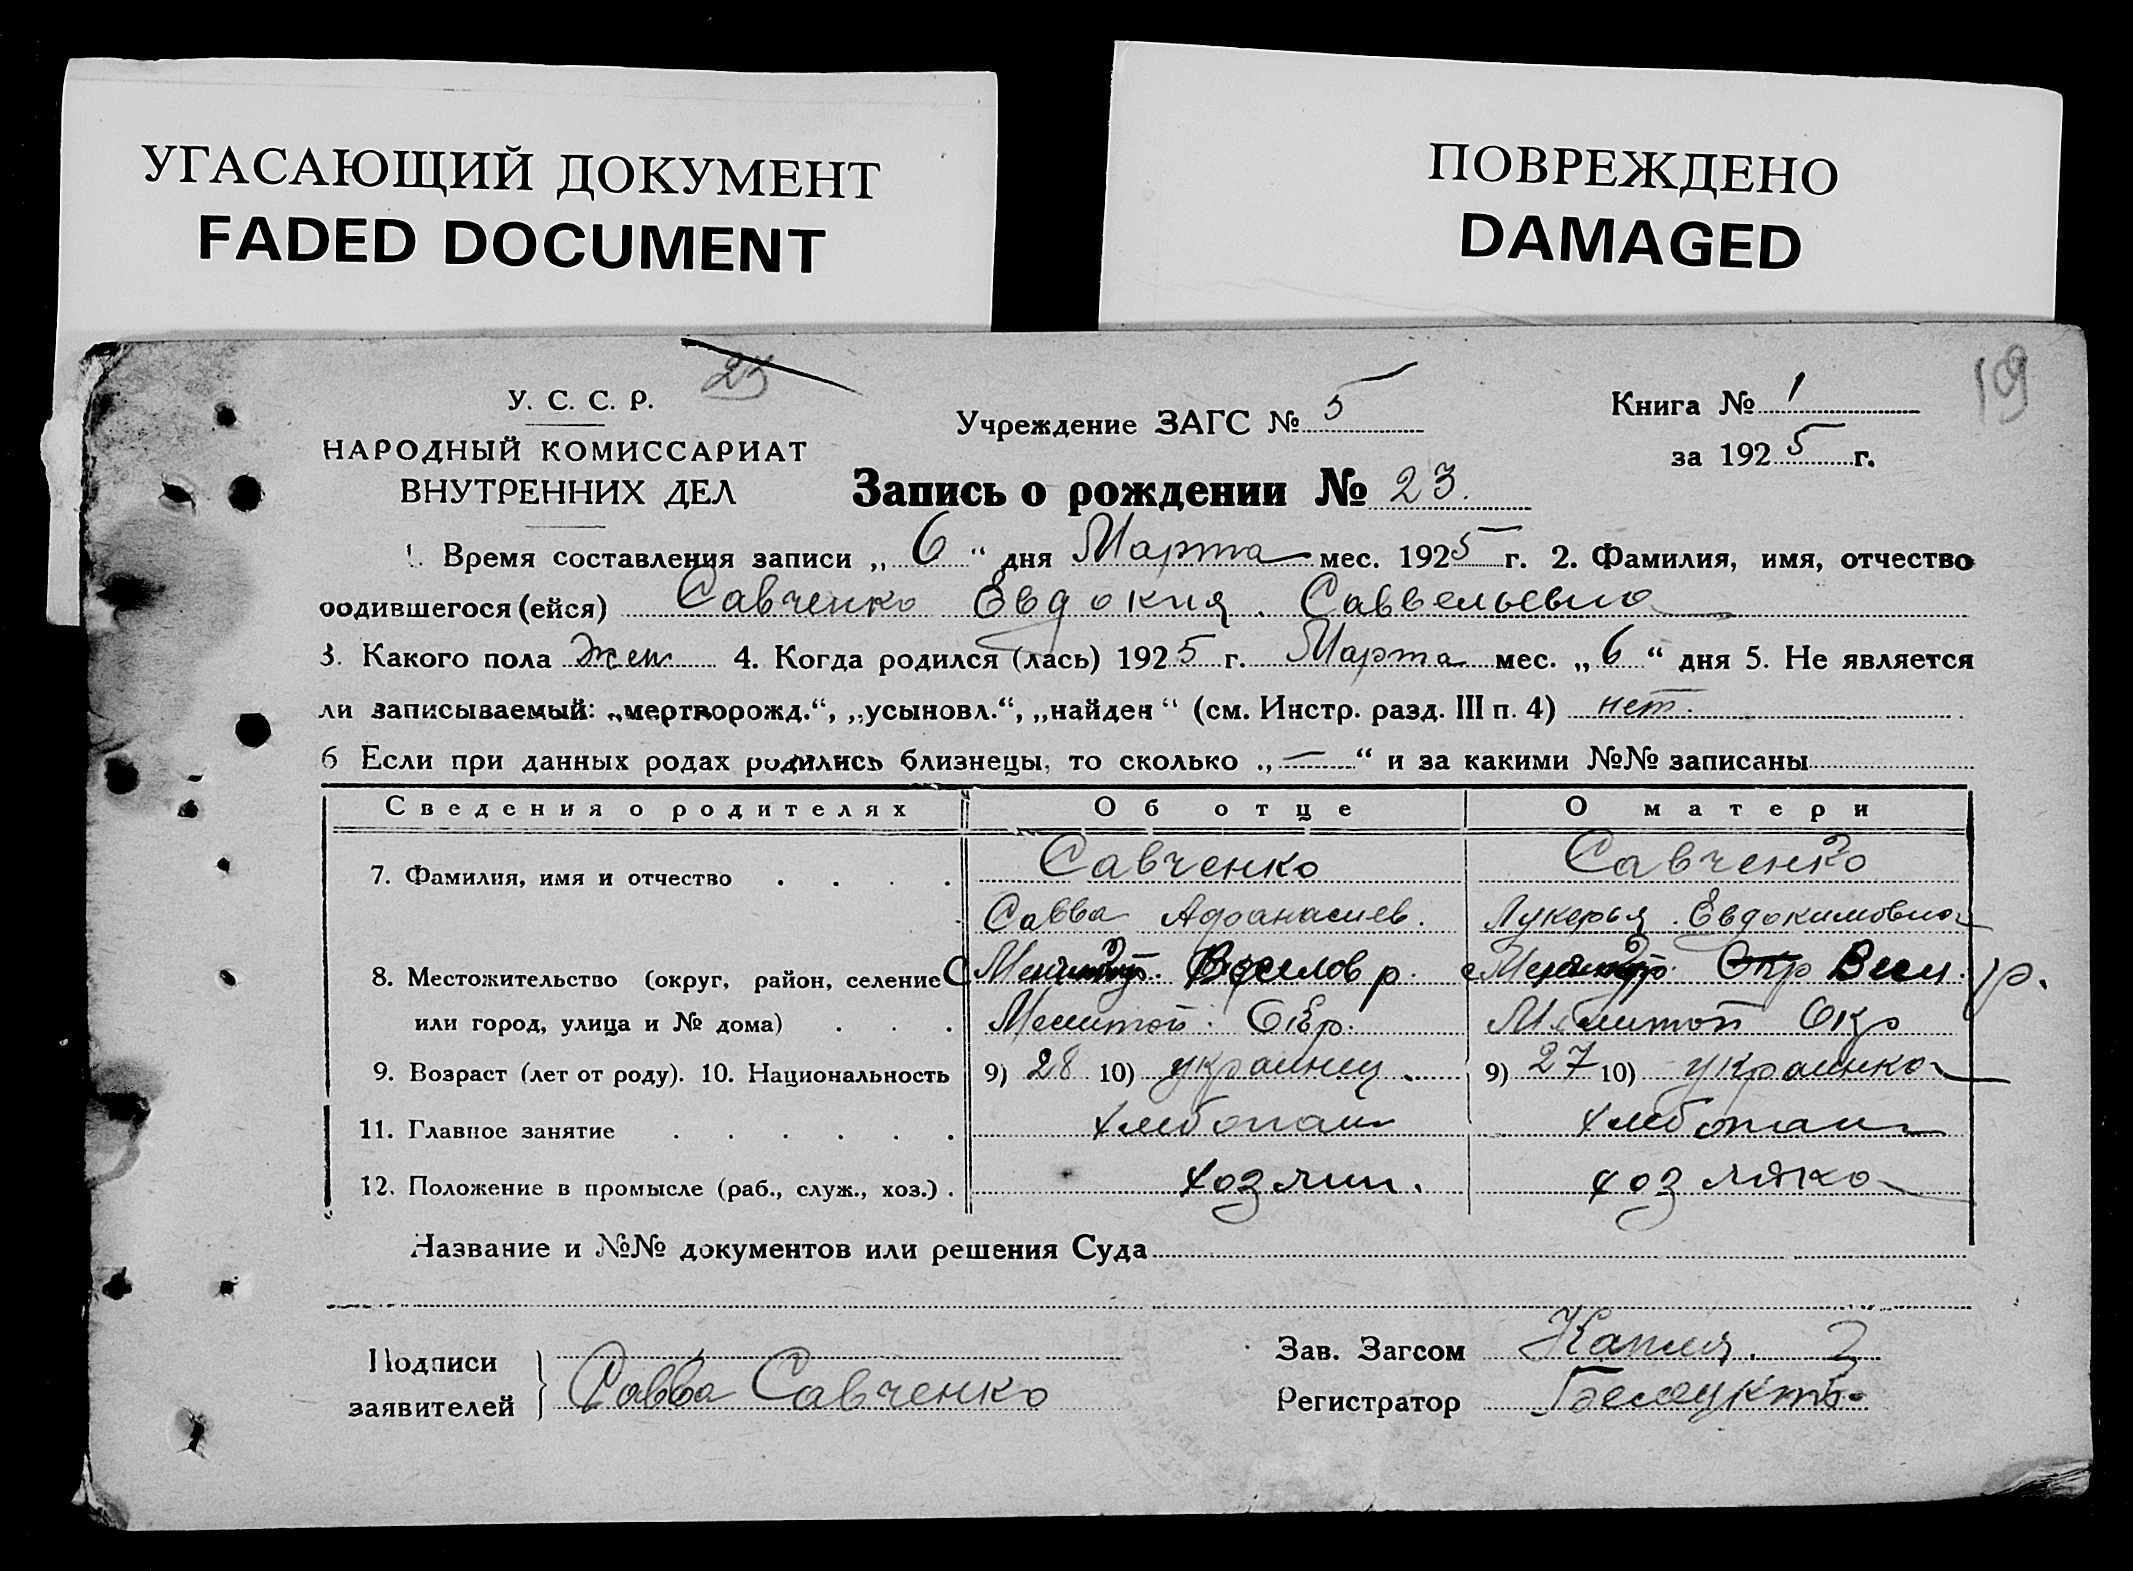 УГАСАЮЩИЙ ДОКУМЕНТ
FADED DOCUMENT
ПОВРЕЖДЕНО
DAMAGED
23
19
У. С. С. Р.
НАРОДНЫЙ КОМИССАРИАТ
ВНУТРЕННИХ ДЕЛ
Учреждение ЗАГС № 5
Книга № 1
за 1925 г.
Запись о рождении № 23.
1. Время составления записи „ 6 “ дня Марта мес. 1925 г. 2. Фамилия, имя, отчество
родившегося (ейся) Савченко Евдокия. Саввельевна
3. Какого пола жен 4. Когда родился (лась) 1925 г. Марта мес. „ 6 “ дня 5. Не является
ли записываемый: „мертворожд.“, „усыновл.“, „найден“ (см. Инстр. разд. III п. 4) нет.
6 Если при данных родах родились близнецы, то сколько „ — “ и за какими №№ записаны
Сведения о родителях Об отце О матери
7. Фамилия, имя и отчество Савченко Савченко
Савва Афанасиев. Лукерья. Евдокимовна
8. Местожительство (округ, район, селение С Веселов р. с Весел. р.
или город, улица и № дома) Мелитоп. Окр. Мелитоп Окр
9. Возраст (лет от роду). 10. Национальность 9) 28 10) украинец 9) 27 10) украинка
11. Главное занятие хлебопаш хлебопаш
12. Положение в промысле (раб., служ., хоз.) хозяин. хозяйка
Название и №№ документов или решения Суда
Подписи
заявителей Савва Савченко
Зав. Загсом
Регистратор